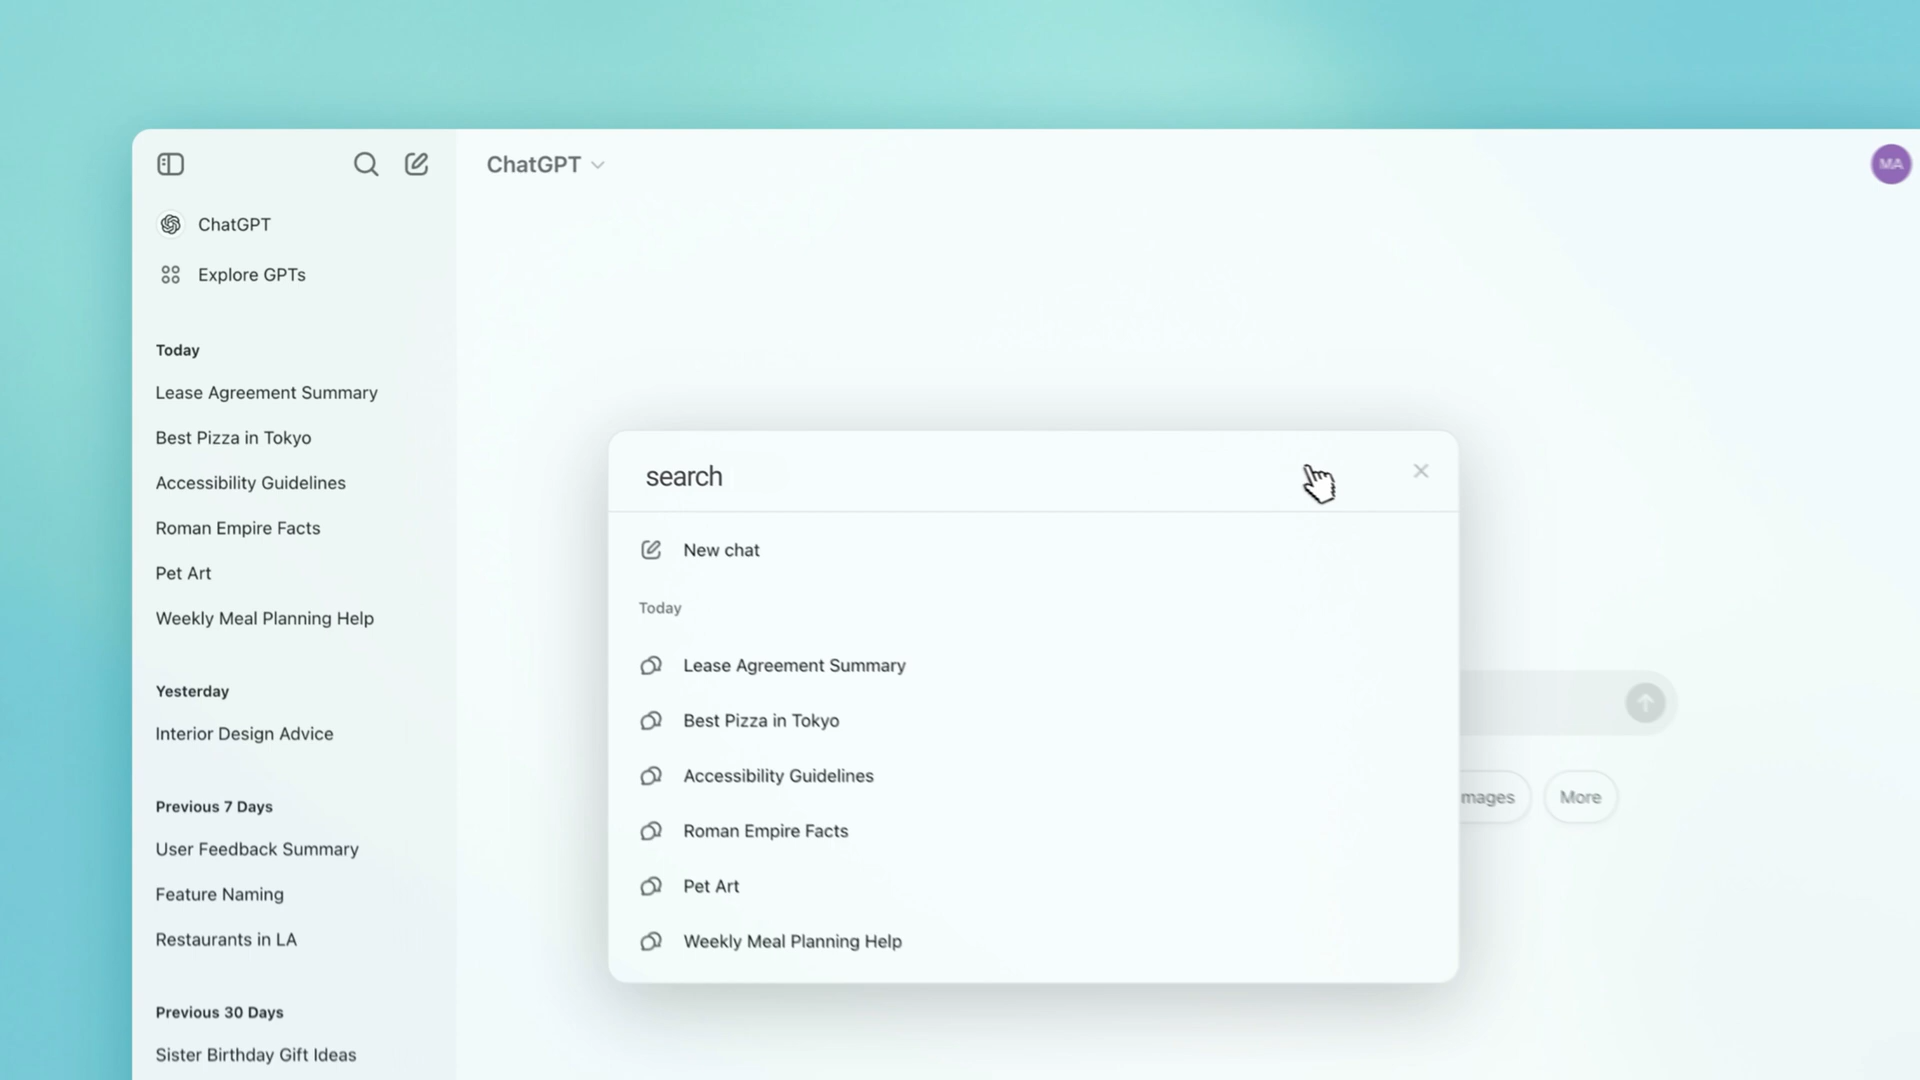 ChatGPT
MA
ChatGPT
Explore GPTs
Today
Lease Agreement Summary
Best Pizza in Tokyo
Accessibility Guidelines
Roman Empire Facts
Pet Art
Weekly Meal Planning Help
Yesterday
Interior Design Advice
Previous 7 Days
User Feedback Summary
Feature Naming
Restaurants in LA
Previous 30 Days
Sister Birthday Gift Ideas
search
New chat
Today
Lease Agreement Summary
Best Pizza in Tokyo
Accessibility Guidelines
Roman Empire Facts
Pet Art
Weekly Meal Planning Help
mages
More